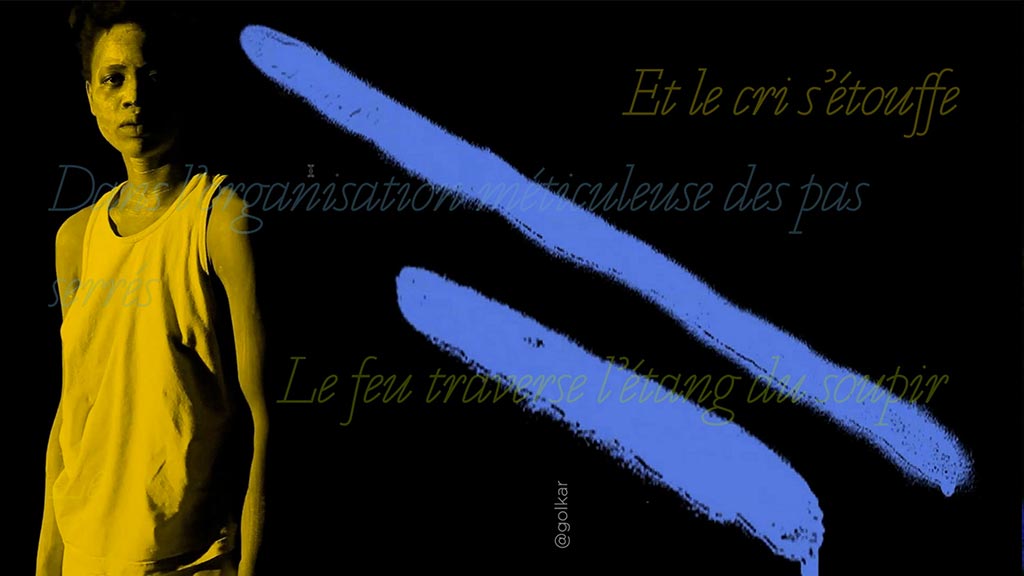 Et le cri s'étouffe
Dans l'organisation méticuleuse des pas
serrés
Le feu traverse l'étang du soupir
@golkar